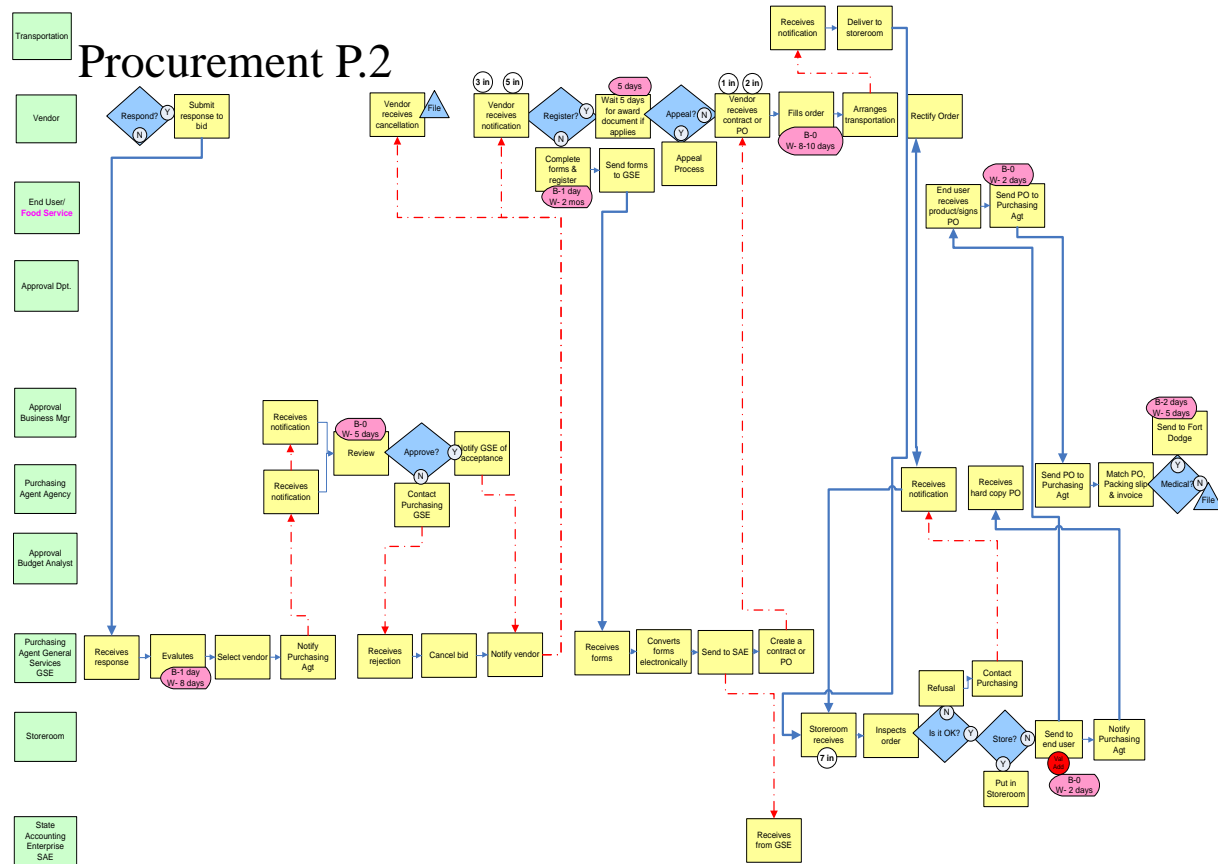 Procurement P.2
Transportation
Receives
notification
Deliver to
storeroom
Vendor
Respond?
Y
N
Submit
response to
bid
Vendor
receives
cancellation
File
3 in
5 in
Vendor
receives
notification
Register?
Y
N
5 days
Wait 5 days
for award
document if
applies
Appeal?
N
Y
1 in
2 in
Vendor
receives
contract or
PO
Fills order
B-0
W- 8-10 days
Arranges
transportation
Rectify Order
Complete
forms &
register
B-1 day
W- 2 mos
Send forms
to GSE
Appeal
Process
End User/
Food Service
End user
receives
product/signs
PO
B-0
W- 2 days
Send PO to
Purchasing
Agt
Approval Dpt.
Approval
Business Mgr
Receives
notification
B-0
W- 5 days
Review
Approve?
Y
N
Notify GSE of
acceptance
B-2 days
W- 5 days
Send to Fort
Dodge
Purchasing
Agent Agency
Receives
notification
Contact
Purchasing
GSE
Receives
notification
Receives
hard copy PO
Send PO to
Purchasing
Agt
Match PO,
Packing slip
& invoice
Medical?
Y
N
File
Approval
Budget Analyst
Purchasing
Agent General
Services
GSE
Receives
response
Evalutes
B-1 day
W- 8 days
Select vendor
Notify
Purchasing
Agt
Receives
rejection
Cancel bid
Notify vendor
Receives
forms
Converts
forms
electronically
Send to SAE
Create a
contract or
PO
Refusal
Contact
Purchasing
Storeroom
Storeroom
receives
7 in
Inspects
order
Is it OK?
N
Y
Store?
N
Y
Send to
end user
Val
Add
B-0
W- 2 days
Notify
Purchasing
Agt
Put in
Storeroom
State
Accounting
Enterprise
SAE
Receives
from GSE